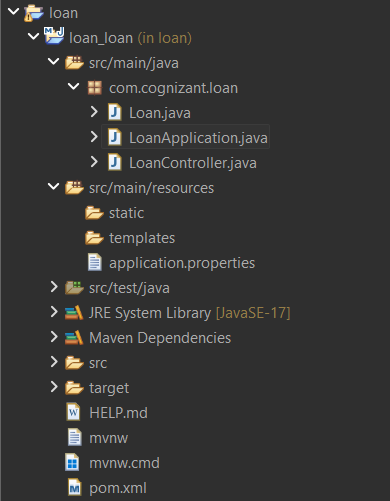 loan
loan_loan (in loan)
src/main/java
com.cognizant.loan
Loan.java
LoanApplication.java
LoanController.java
src/main/resources
static
templates
application.properties
src/test/java
JRE System Library [JavaSE-17]
Maven Dependencies
src
target
HELP.md
mvnw
mvnw.cmd
pom.xml